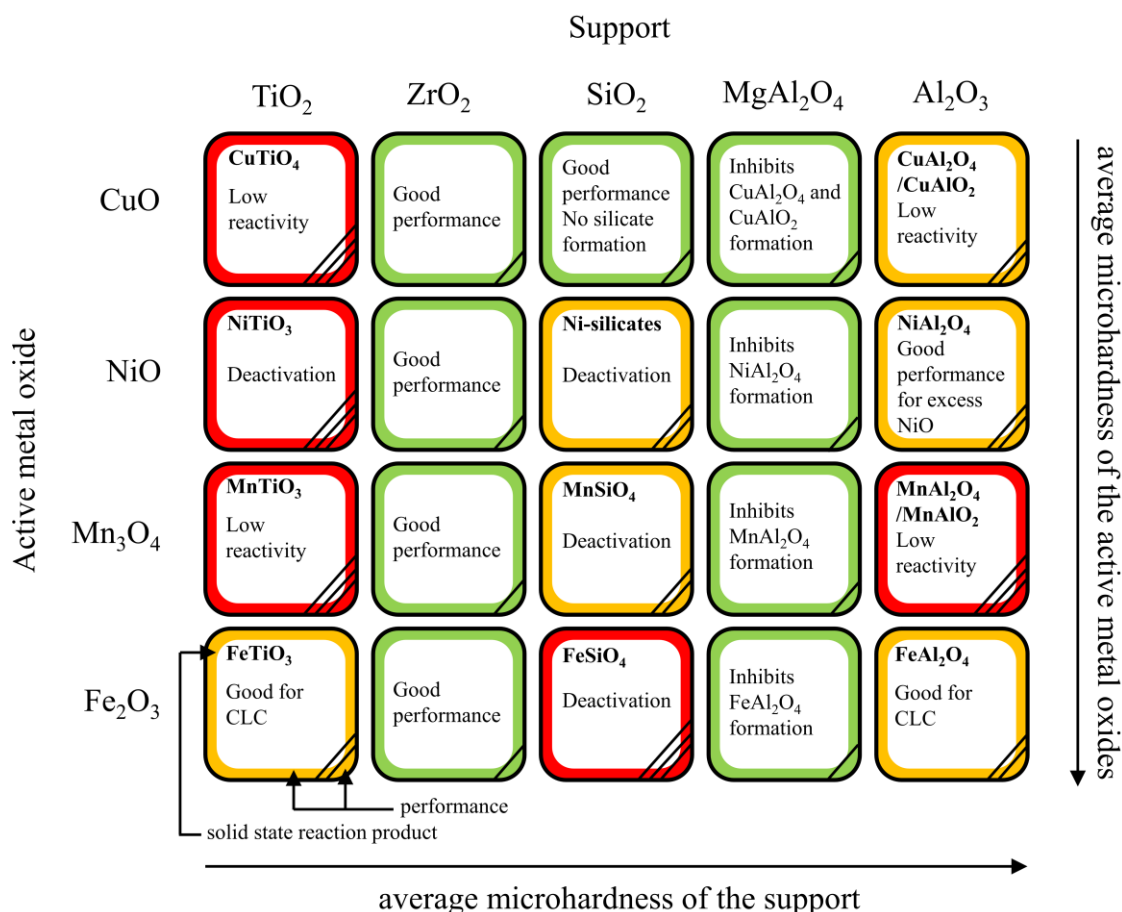 Support
TiO₂ ZrO₂ SiO₂ MgAl₂O₄ Al₂O₃
Active metal oxide
CuO
CuTiO₄
Low
reactivity
Good
performance
Good
performance
No silicate
formation
Inhibits
CuAl₂O₄ and
CuAlO₂
formation
CuAl₂O₄
/CuAlO₂
Low
reactivity
NiO
NiTiO₃
Deactivation
Good
performance
Ni-silicates
Deactivation
Inhibits
NiAl₂O₄
formation
NiAl₂O₄
Good
performance
for excess
NiO
Mn₃O₄
MnTiO₃
Low
reactivity
Good
performance
MnSiO₄
Deactivation
Inhibits
MnAl₂O₄
formation
MnAl₂O₄
/MnAlO₂
Low
reactivity
Fe₂O₃
FeTiO₃
Good for
CLC
Good
performance
FeSiO₄
Deactivation
Inhibits
FeAl₂O₄
formation
FeAl₂O₄
Good for
CLC
average microhardness of the active metal oxides
performance
solid state reaction product
average microhardness of the support